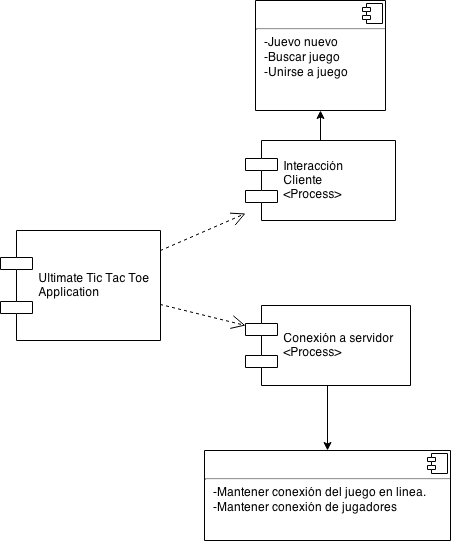 -Juevo nuevo
-Buscar juego
-Unirse a juego
Interacción
Cliente
<Process>
Ultimate Tic Tac Toe
Application
Conexión a servidor
<Process>
-Mantener conexión del juego en linea.
-Mantener conexión de jugadores